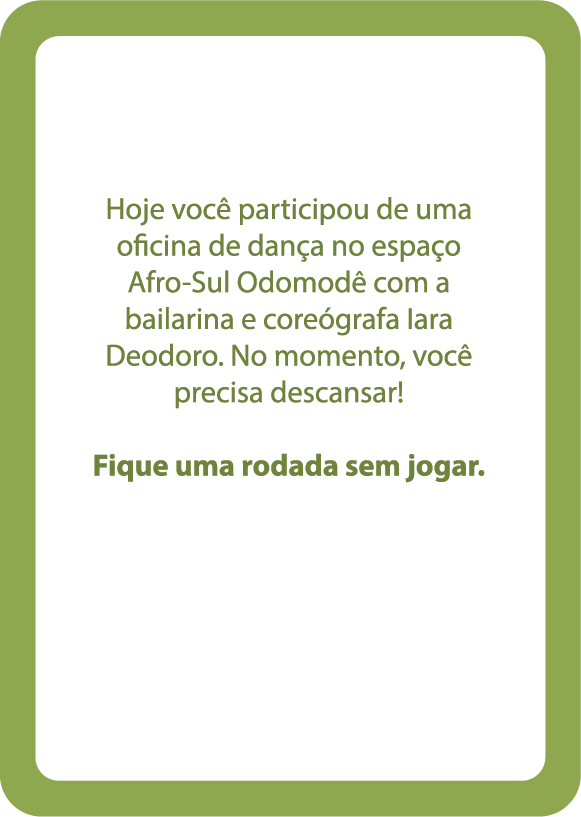 Hoje você participou de uma
oficina de dança no espaço
Afro-Sul Odomodê com a
bailarina e coreógrafa Iara
Deodoro. No momento, você
precisa descansar!
Fique uma rodada sem jogar.